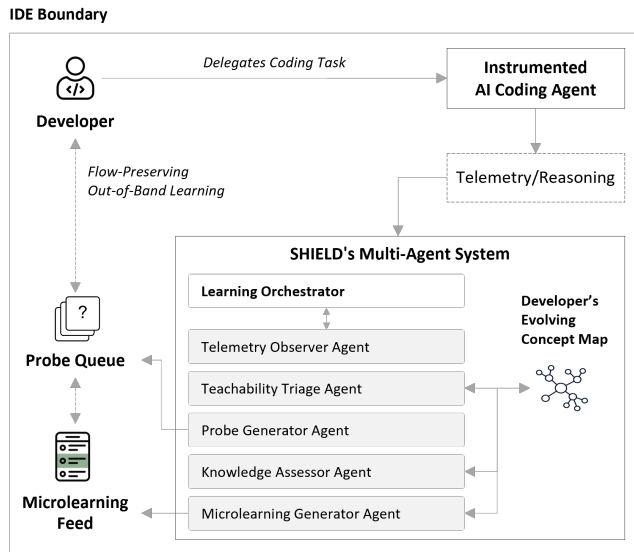 IDE Boundary
Delegates Coding Task
Instrumented
AI Coding Agent
</>
Developer
Flow-Preserving
Out-of-Band Learning
Telemetry/Reasoning
SHIELD's Multi-Agent System
Learning Orchestrator
Developer’s
Evolving
Concept Map
Telemetry Observer Agent
Teachability Triage Agent
?
Probe Queue
Probe Generator Agent
Knowledge Assessor Agent
Microlearning Generator Agent
Microlearning
Feed